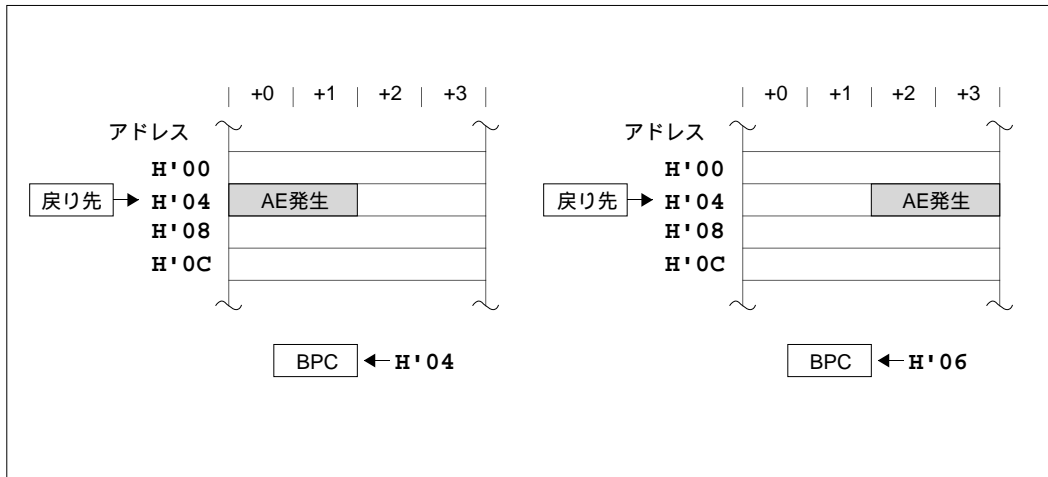 +0 +1 +2 +3
アドレス
H'00
戻り先 H'04 AE発生
H'08
H'0C
BPC H'04
+0 +1 +2 +3
アドレス
H'00
戻り先 H'04 AE発生
H'08
H'0C
BPC H'06